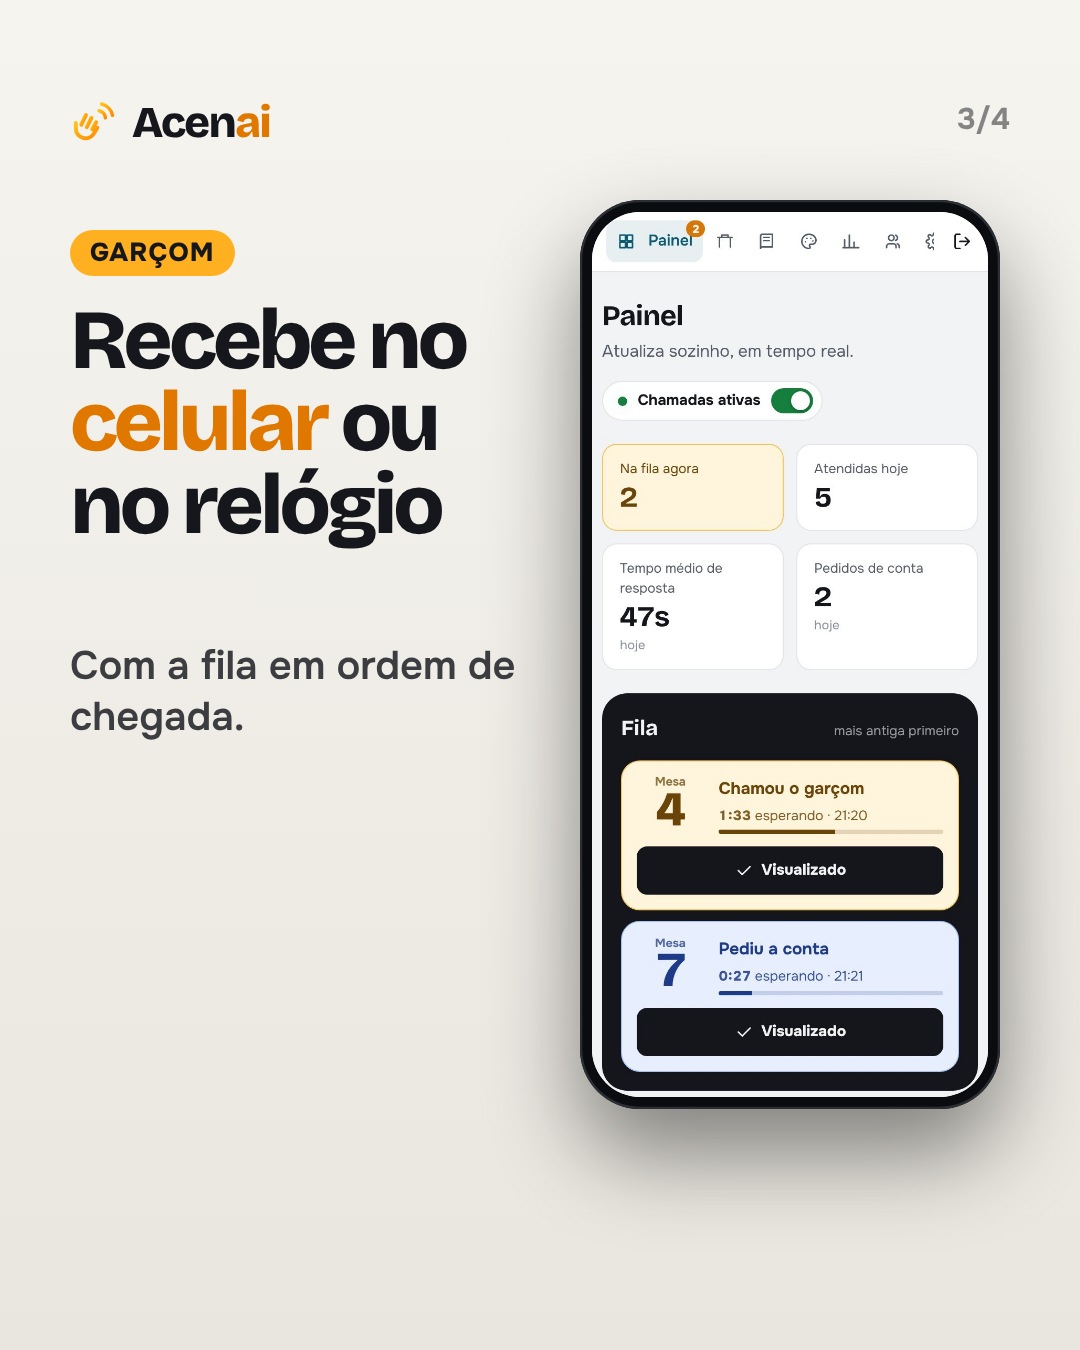 Acenai
3/4
GARÇOM
Recebe no
celular ou
no relógio
Com a fila em ordem de
chegada.
Painel
2
Painel
Atualiza sozinho, em tempo real.
Chamadas ativas
Na fila agora
2
Atendidas hoje
5
Tempo médio de
resposta
47s
hoje
Pedidos de conta
2
hoje
Fila
mais antiga primeiro
Mesa
4
Chamou o garçom
1:33 esperando · 21:20
Visualizado
Mesa
7
Pediu a conta
0:27 esperando · 21:21
Visualizado